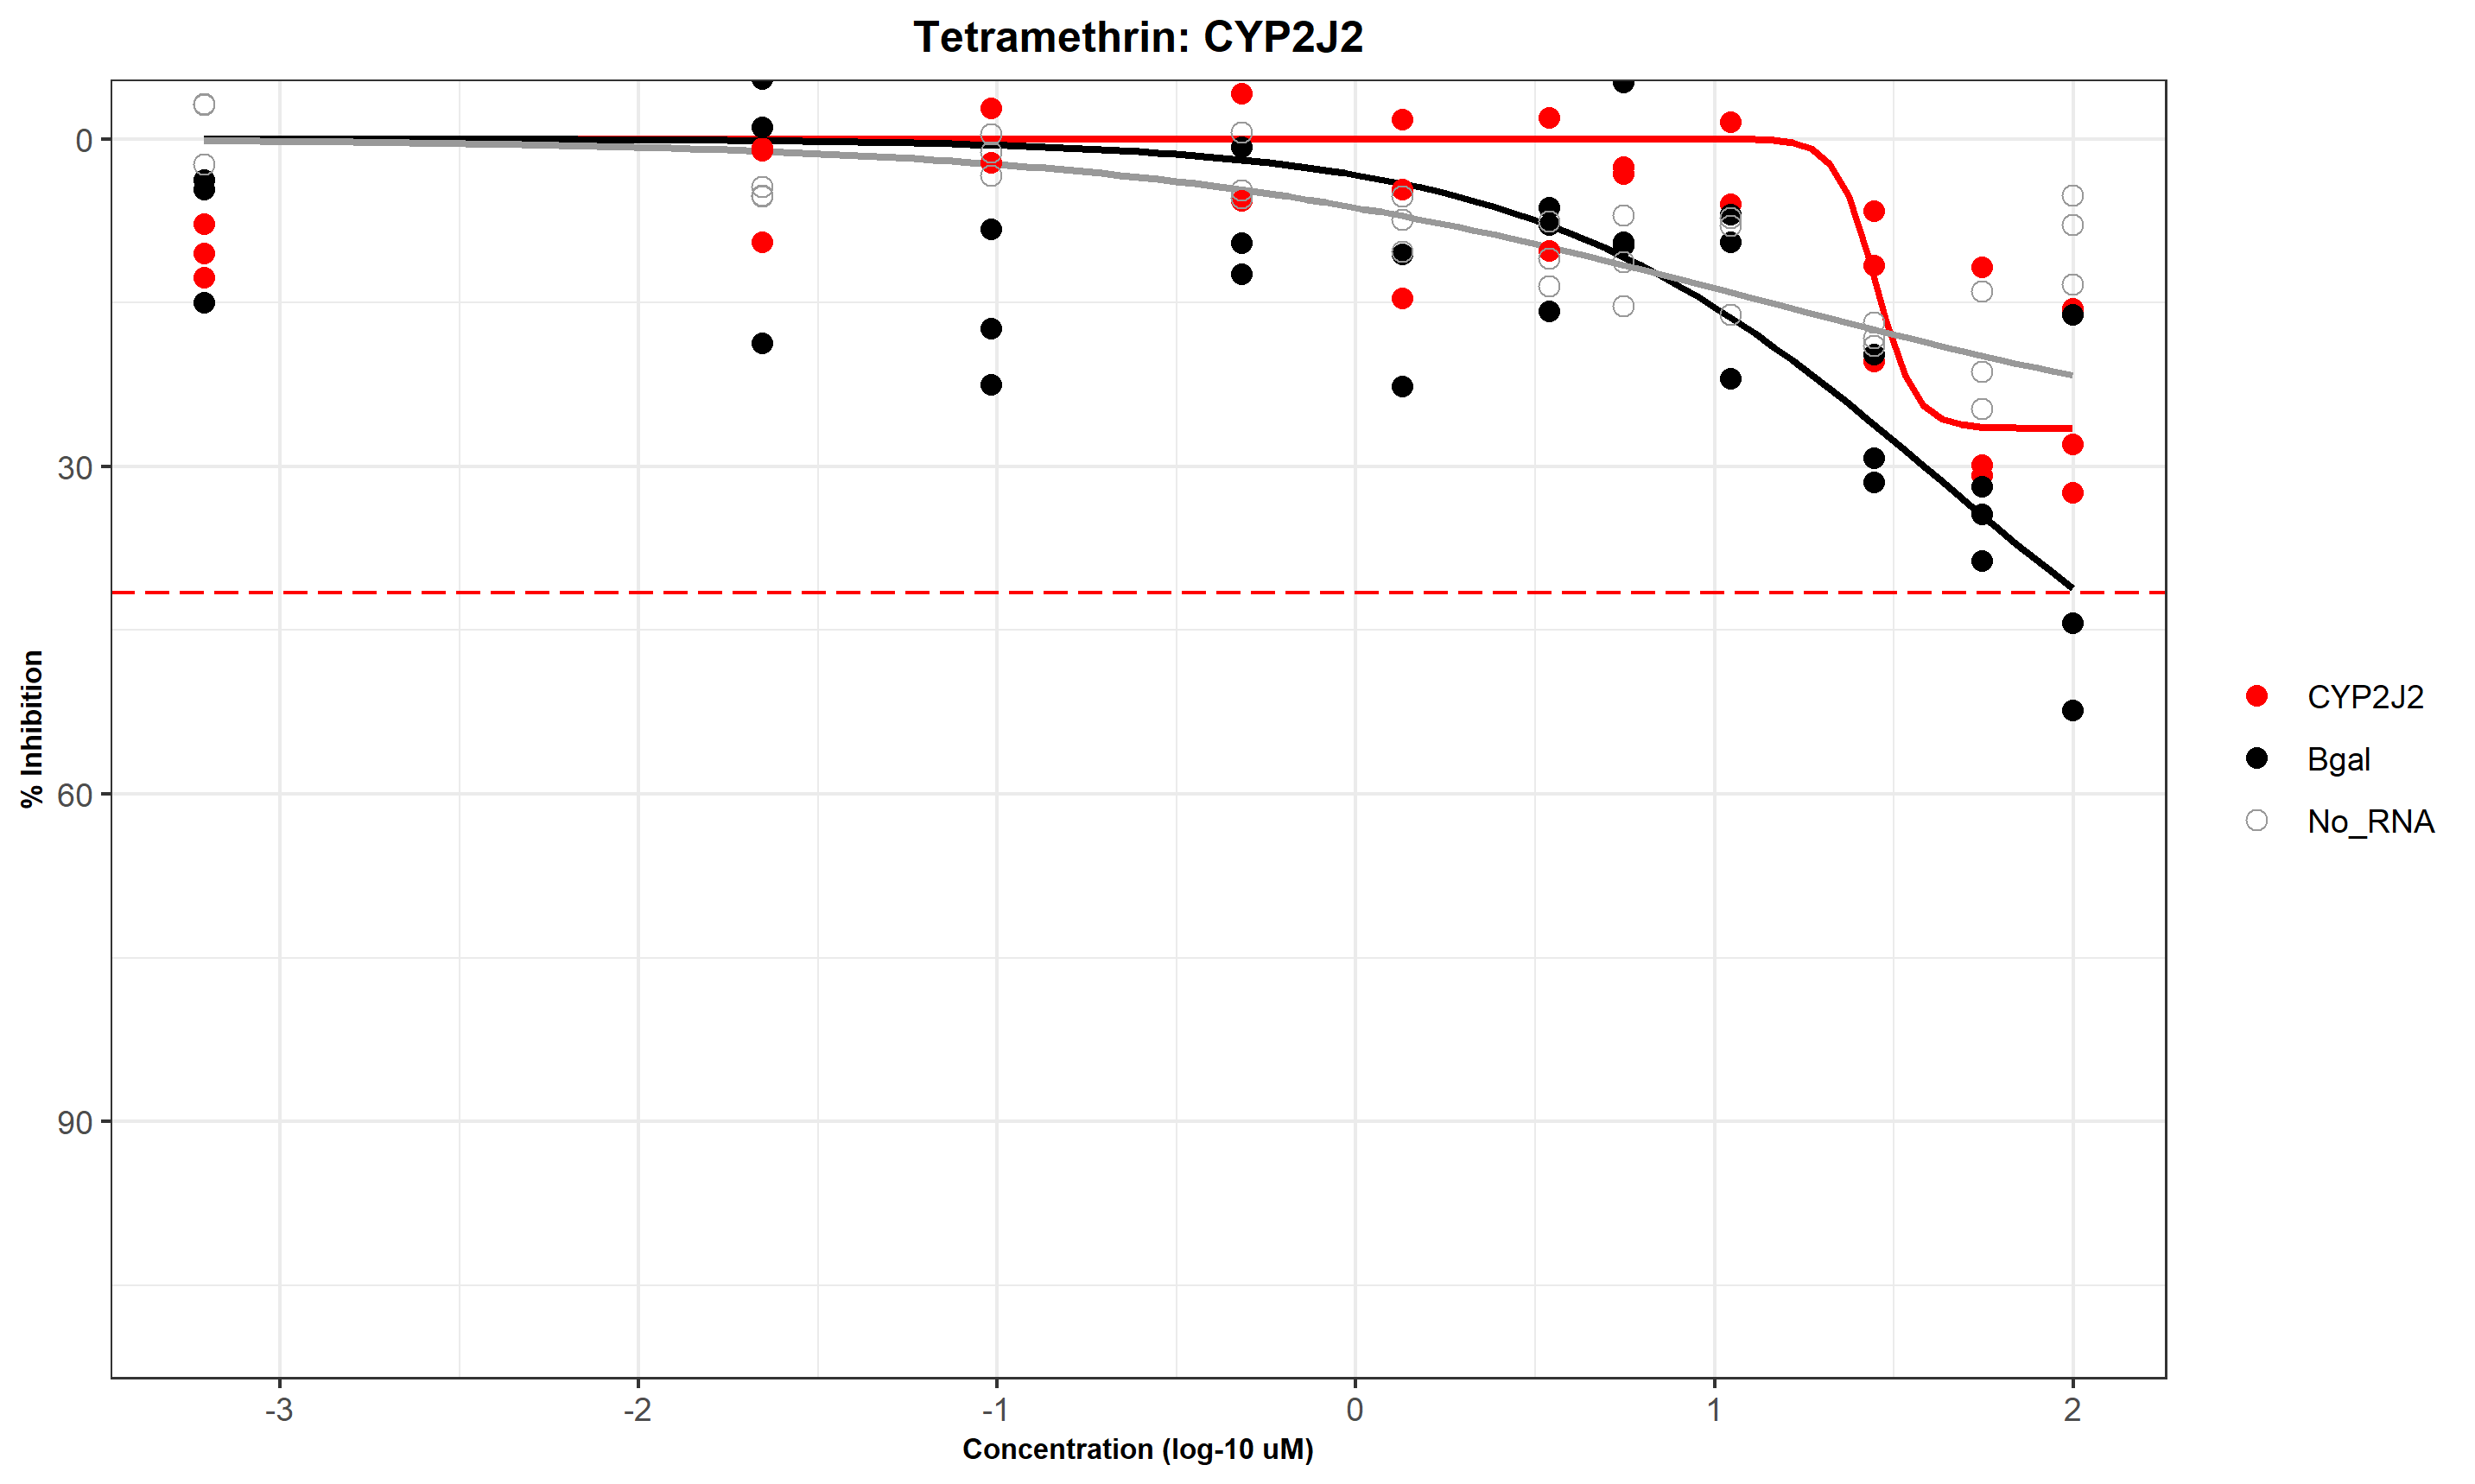 Tetramethrin: CYP2J2
0
30
60
90
% Inhibition
-3
-2
-1
0
1
2
Concentration (log-10 uM)
CYP2J2
Bgal
No_RNA